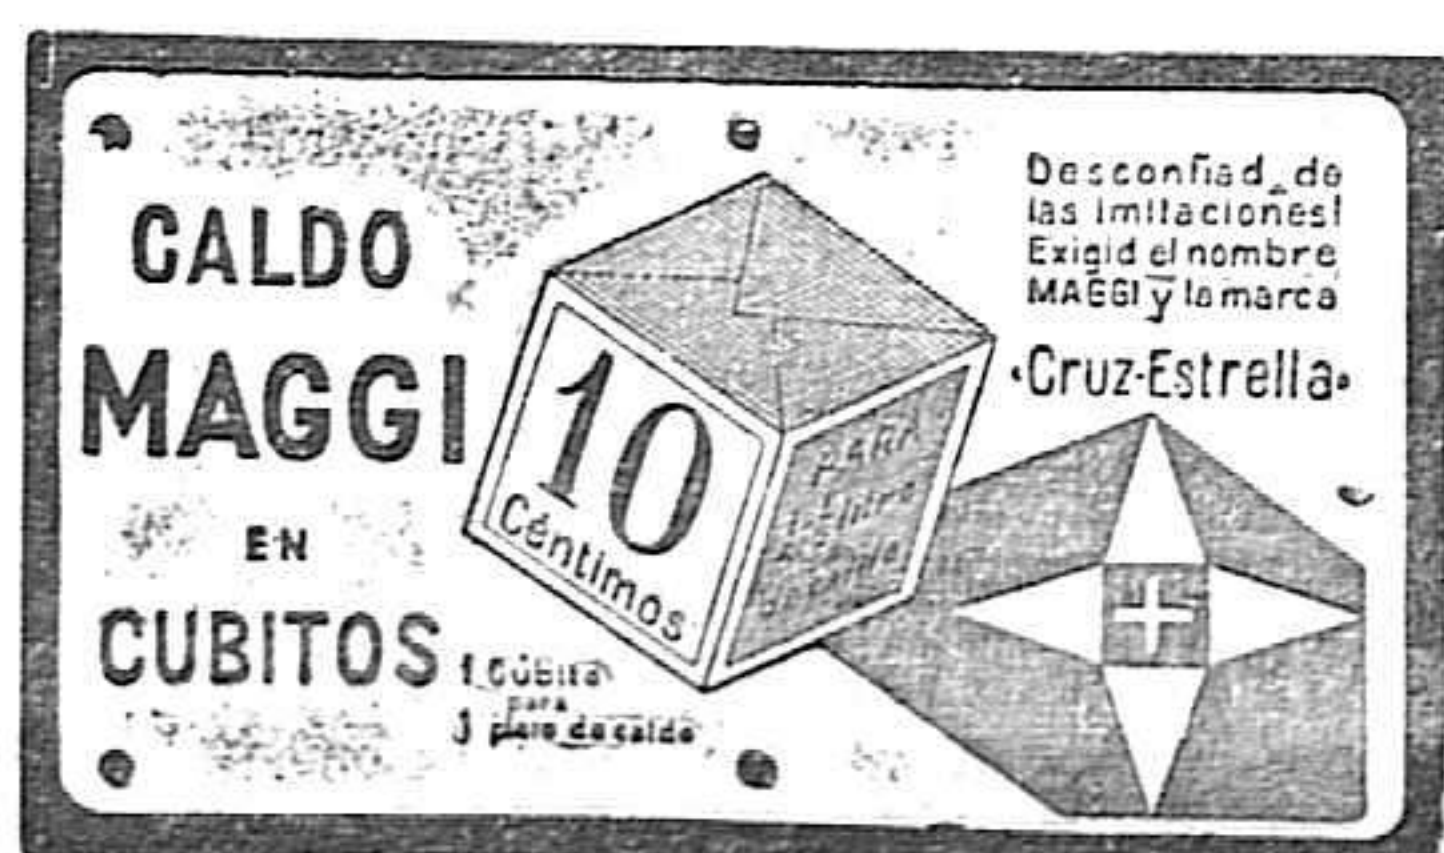 CALDO
MAGGI
EN
CUBITOS
1 Cubito
para
1 plato de caldo
10
Céntimos
PARA
Desconfiad de
las imitaciones!
Exigid el nombre
MAGGI y la marca
«Cruz-Estrella»